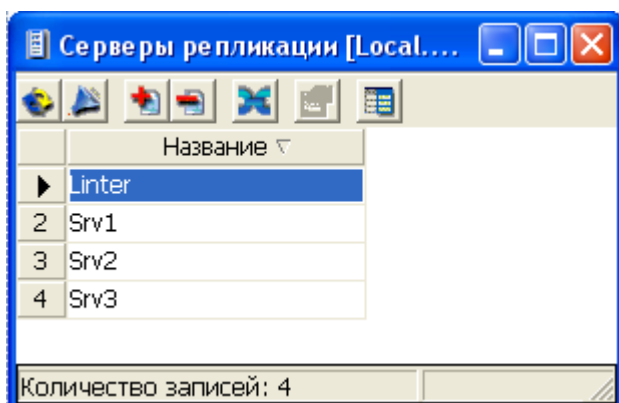 Серверы репликации [Local....
Название
Linter
2 Srv1
3 Srv2
4 Srv3
Количество записей: 4